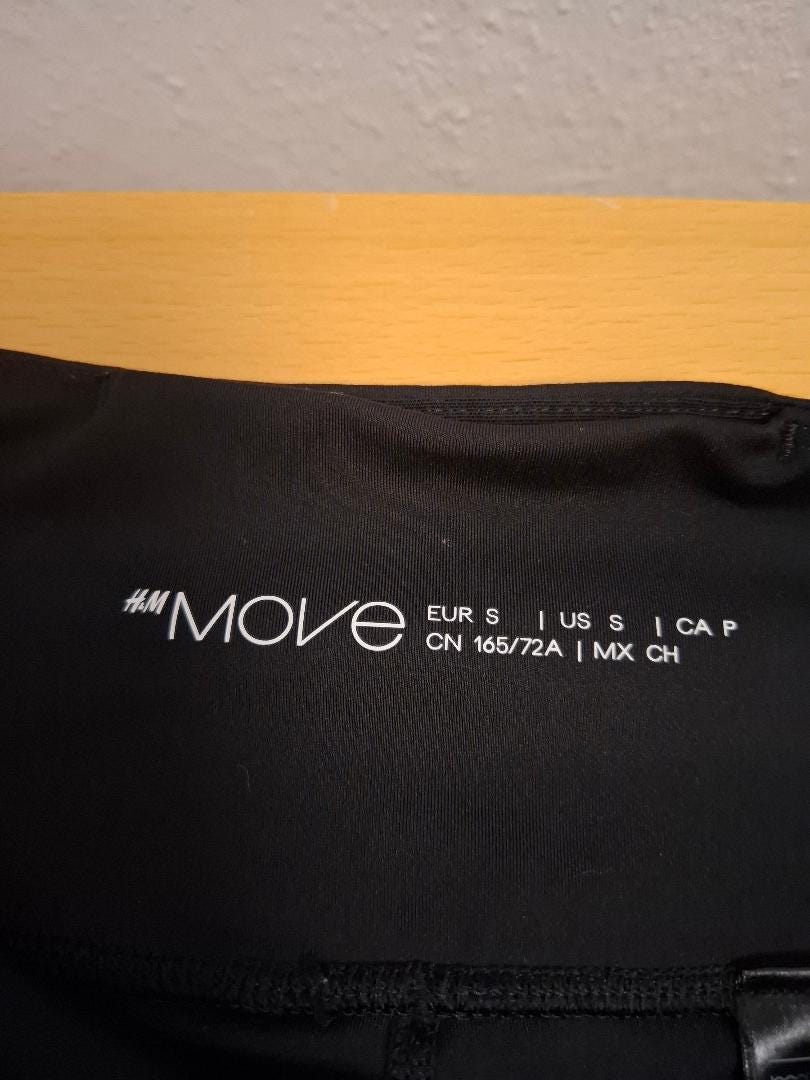 H&M MOVE
EUR S | US S | CA P
CN 165/72A | MX CH